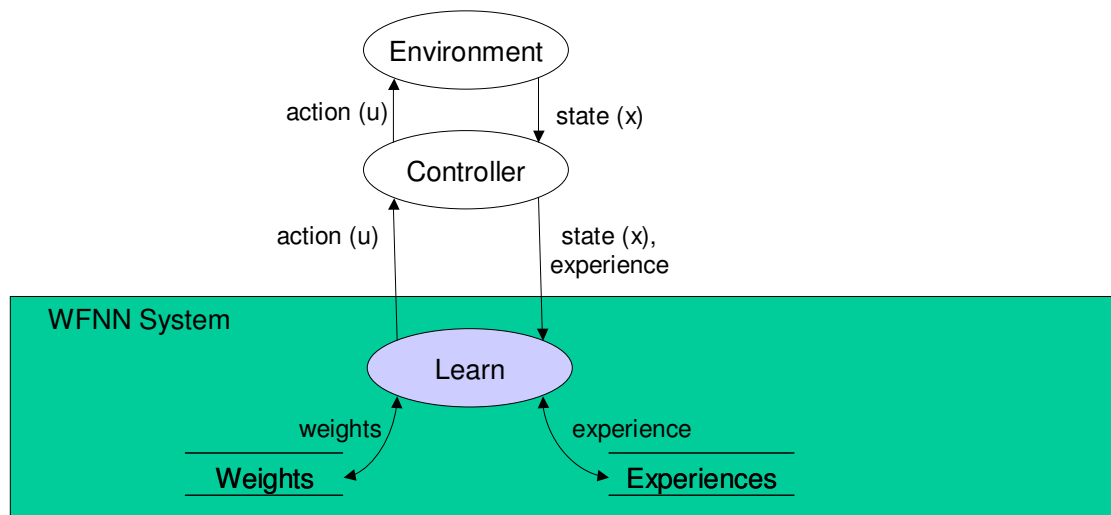 Environment
action (u)
state (x)
Controller
action (u)
state (x),
experience
WFNN System
Learn
weights
experience
Weights
Experiences